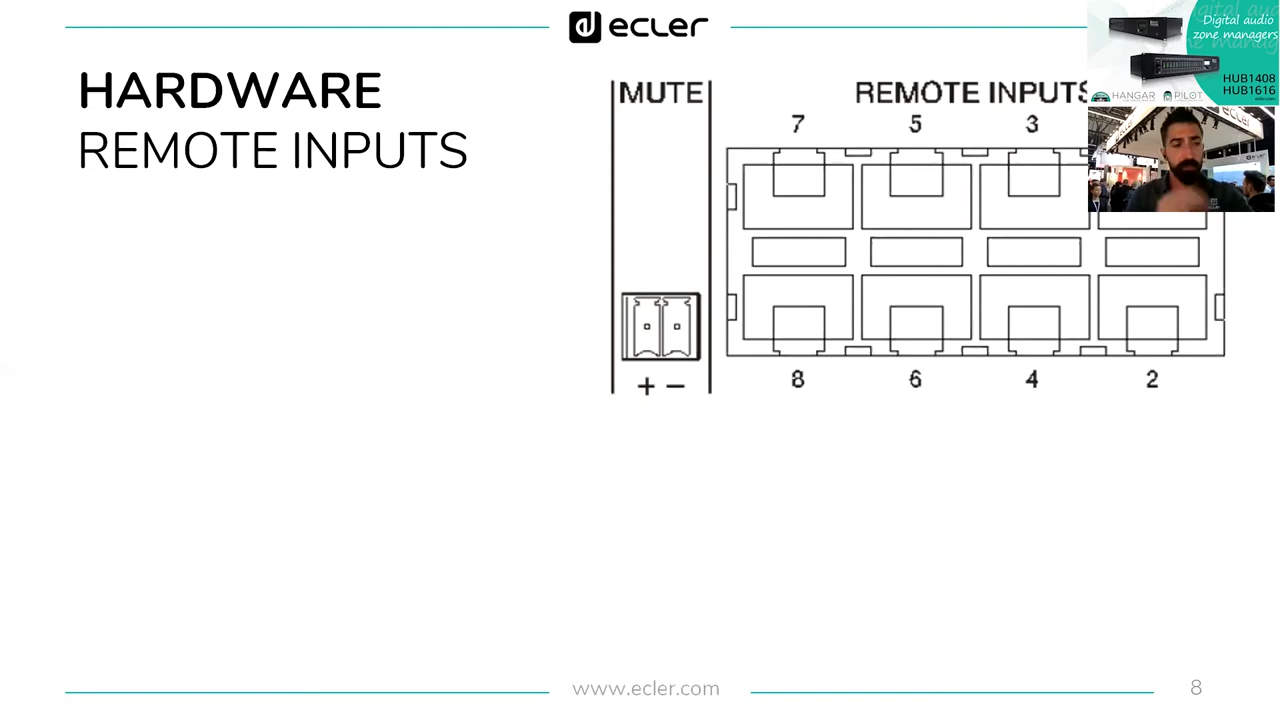 ecler
HARDWARE
REMOTE INPUTS
MUTE
REMOTE INPUTS
7 5 3
+ −
8 6 4 2
Digital audio
zone managers
HUB1408
HUB1616
HANGAR
PILOT
ecler
www.ecler.com
8